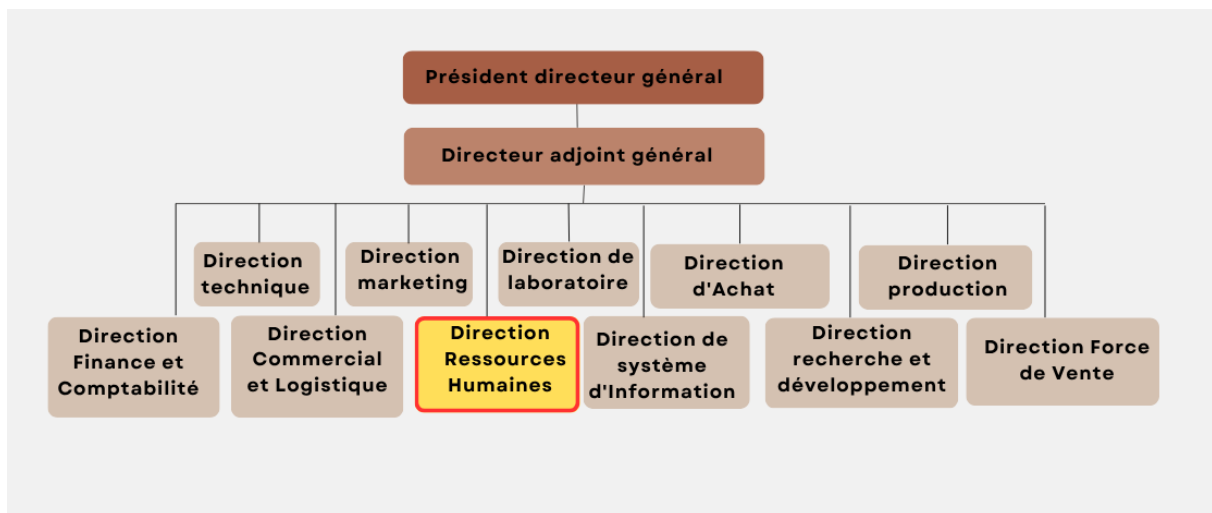 Président directeur général
Directeur adjoint général
Direction
technique
Direction
marketing
Direction de
laboratoire
Direction
d'Achat
Direction
production
Direction
Finance et
Comptabilité
Direction
Commercial
et Logistique
Direction
Ressources
Humaines
Direction de
système
d'Information
Direction
recherche et
développement
Direction Force
de Vente